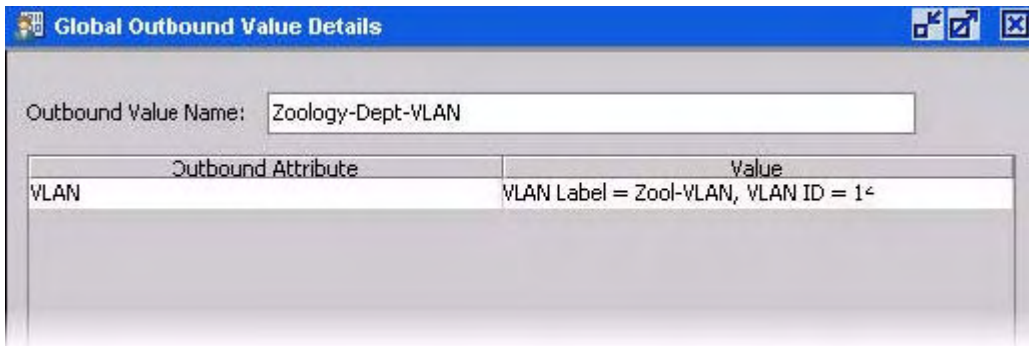 Global Outbound Value Details
Outbound Value Name: Zoology-Dept-VLAN
Outbound Attribute Value
VLAN VLAN Label = Zool-VLAN, VLAN ID = 14